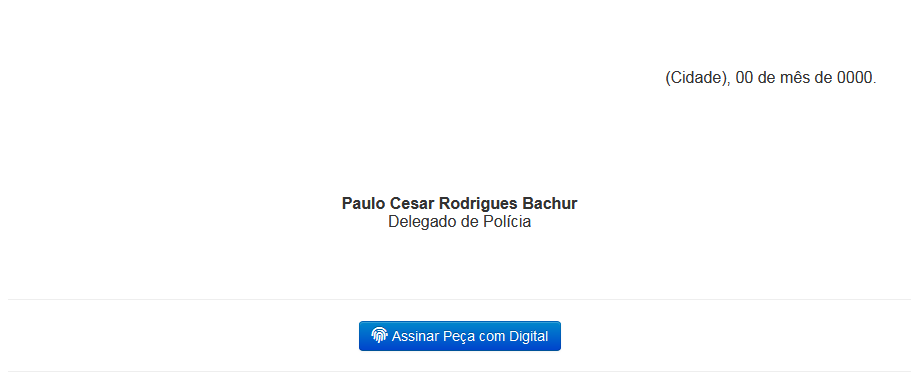 (Cidade), 00 de mês de 0000.
Paulo Cesar Rodrigues Bachur
Delegado de Polícia
Assinar Peça com Digital